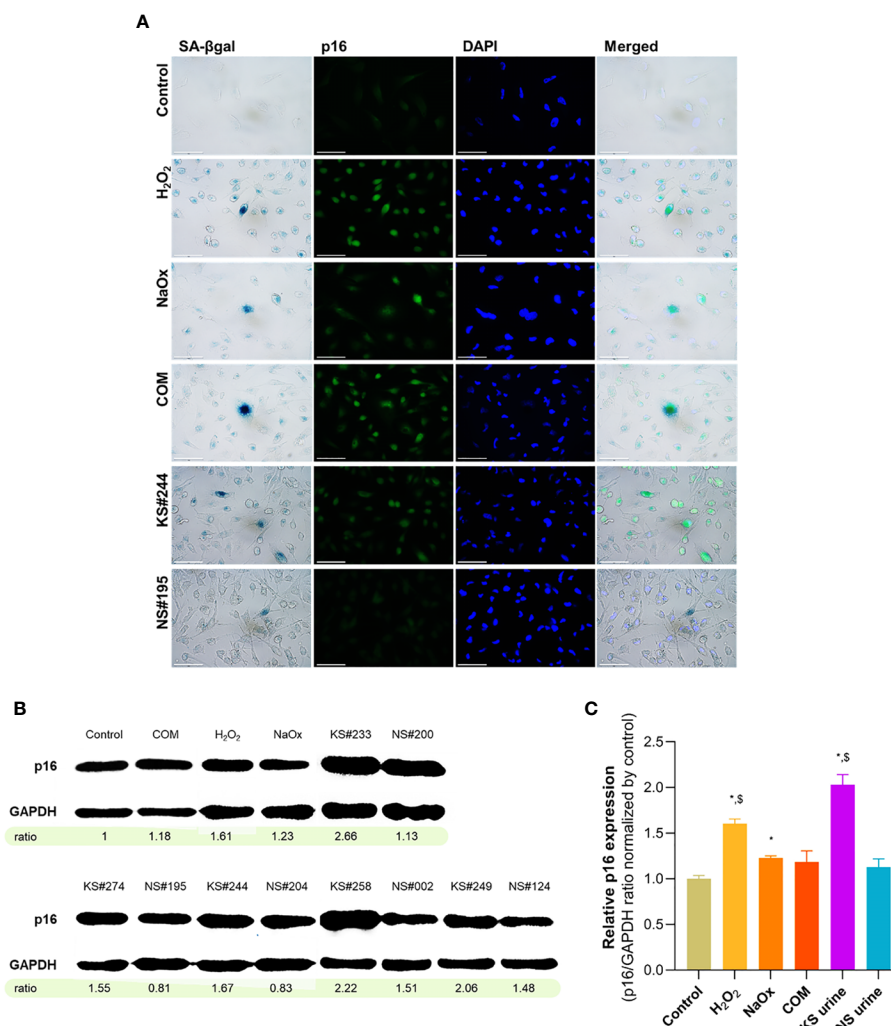 A
SA-βgal p16 DAPI Merged
Control
H₂O₂
NaOx
COM
KS#244
NS#195
B
Control COM H₂O₂ NaOx KS#233 NS#200
p16
GAPDH
ratio 1 1.18 1.61 1.23 2.66 1.13
KS#274 NS#195 KS#244 NS#204 KS#258 NS#002 KS#249 NS#124
p16
GAPDH
ratio 1.55 0.81 1.67 0.83 2.22 1.51 2.06 1.48
C
Relative p16 expression
(p16/GAPDH ratio normalized by control)
2.5
2.0
1.5
1.0
0.5
0.0
*,$
*
*,$
Control
H₂O₂
NaOx
COM
KS urine
NS urine